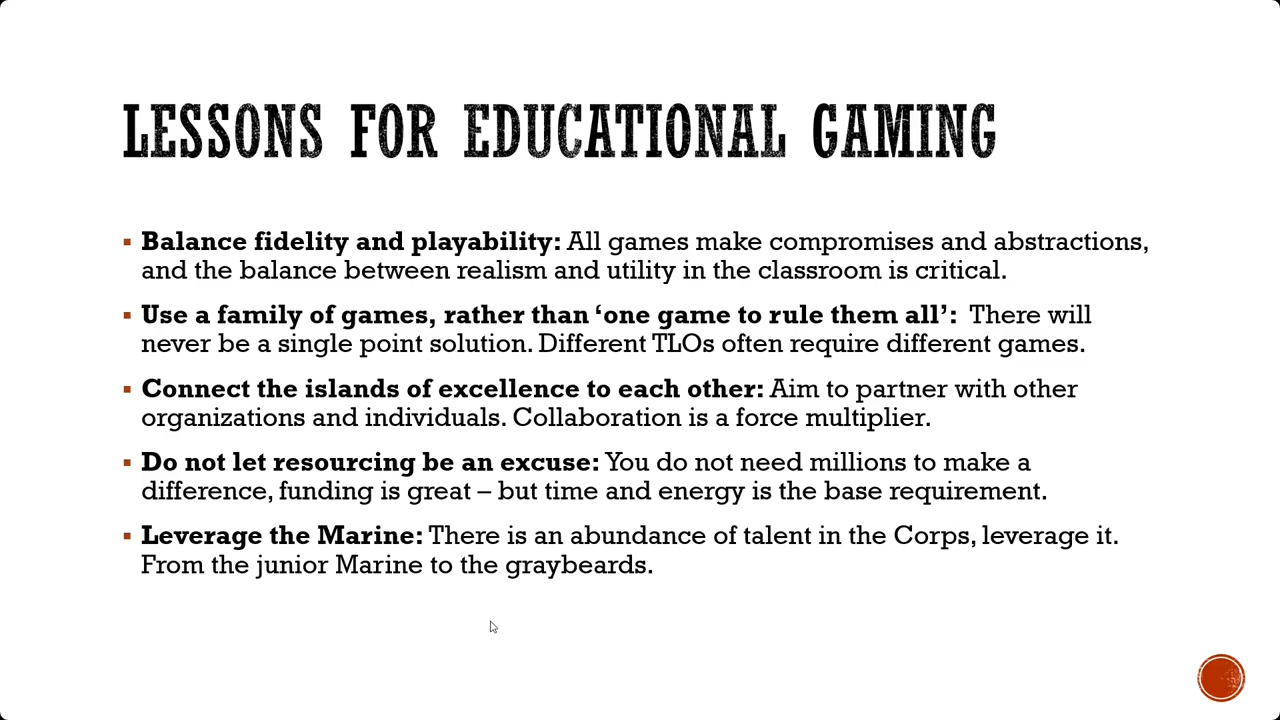 LESSONS FOR EDUCATIONAL GAMING
▪ Balance fidelity and playability: All games make compromises and abstractions,
and the balance between realism and utility in the classroom is critical.
▪ Use a family of games, rather than ‘one game to rule them all’: There will
never be a single point solution. Different TLOs often require different games.
▪ Connect the islands of excellence to each other: Aim to partner with other
organizations and individuals. Collaboration is a force multiplier.
▪ Do not let resourcing be an excuse: You do not need millions to make a
difference, funding is great – but time and energy is the base requirement.
▪ Leverage the Marine: There is an abundance of talent in the Corps, leverage it.
From the junior Marine to the graybeards.